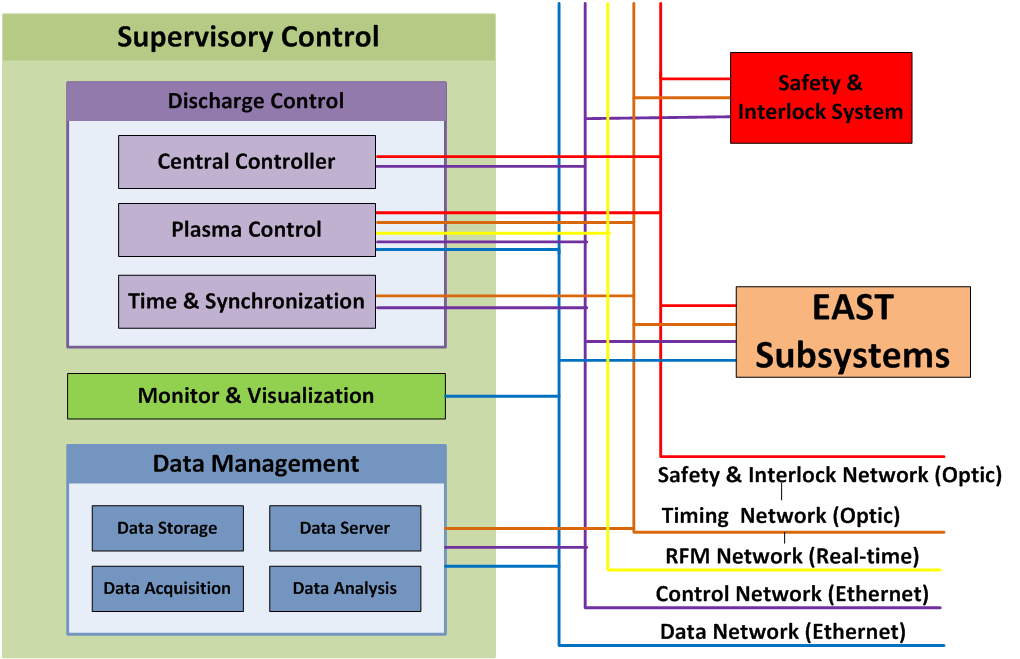 Supervisory Control
Discharge Control
Central Controller
Plasma Control
Time & Synchronization
Monitor & Visualization
Data Management
Data Storage
Data Server
Data Acquisition
Data Analysis
Safety &
Interlock System
EAST
Subsystems
Safety & Interlock Network (Optic)
Timing  Network (Optic)
RFM Network (Real-time)
Control Network (Ethernet)
Data Network (Ethernet)